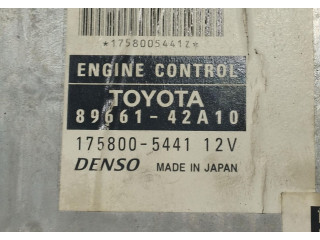 *1758005441Z*
ENGINE CONTROL
TOYOTA
89661-42A10
175800-5441 12V
DENSO MADE IN JAPAN